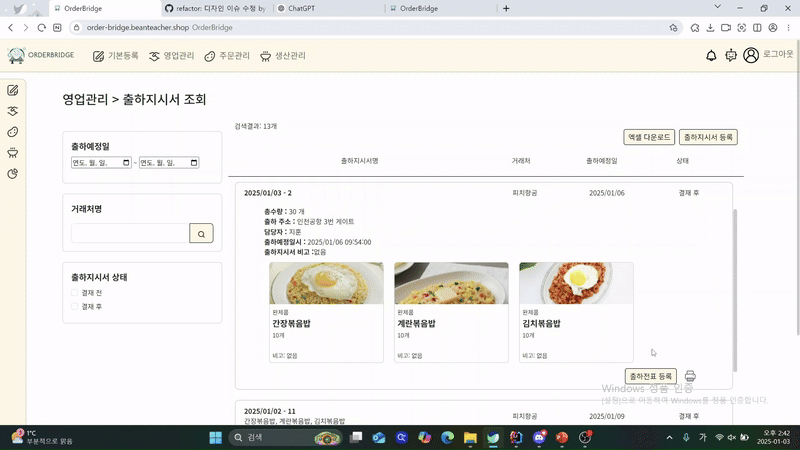 OrderBridge
refactor: 디자인 이슈 수정 by
ChatGPT
OrderBridge
order-bridge.beanteacher.shop OrderBridge
ORDERBRIDGE
기본등록
영업관리
주문관리
생산관리
로그아웃
영업관리 > 출하지시서 조회
검색결과: 13개
엑셀 다운로드
출하지시서 등록
출하예정일
연도. 월. 일. ~ 연도. 월. 일.
거래처명
출하지시서 상태
결재 전
결재 후
출하지시서명 거래처 출하예정일 상태
2025/01/03 - 2 피치항공 2025/01/06 결재 후
총수량 : 30 개
출하 주소 : 인천공항 3번 게이트
담당자 : 지훈
출하예정일시 : 2025/01/06 09:54:00
출하지시서 비고 :없음
완제품
간장볶음밥
10개
비고: 없음
완제품
계란볶음밥
10개
비고: 없음
완제품
김치볶음밥
10개
비고: 없음
출하전표 등록
Windows 정품 인증
[설정]으로 이동하여 Windows를 정품 인증합니다.
2025/01/02 - 11 피치항공 2025/01/09 결재 후
간장볶음밥, 계란볶음밥, 김치볶음밥
1°C
부분적으로 맑음
검색
가
오후 2:42
2025-01-03